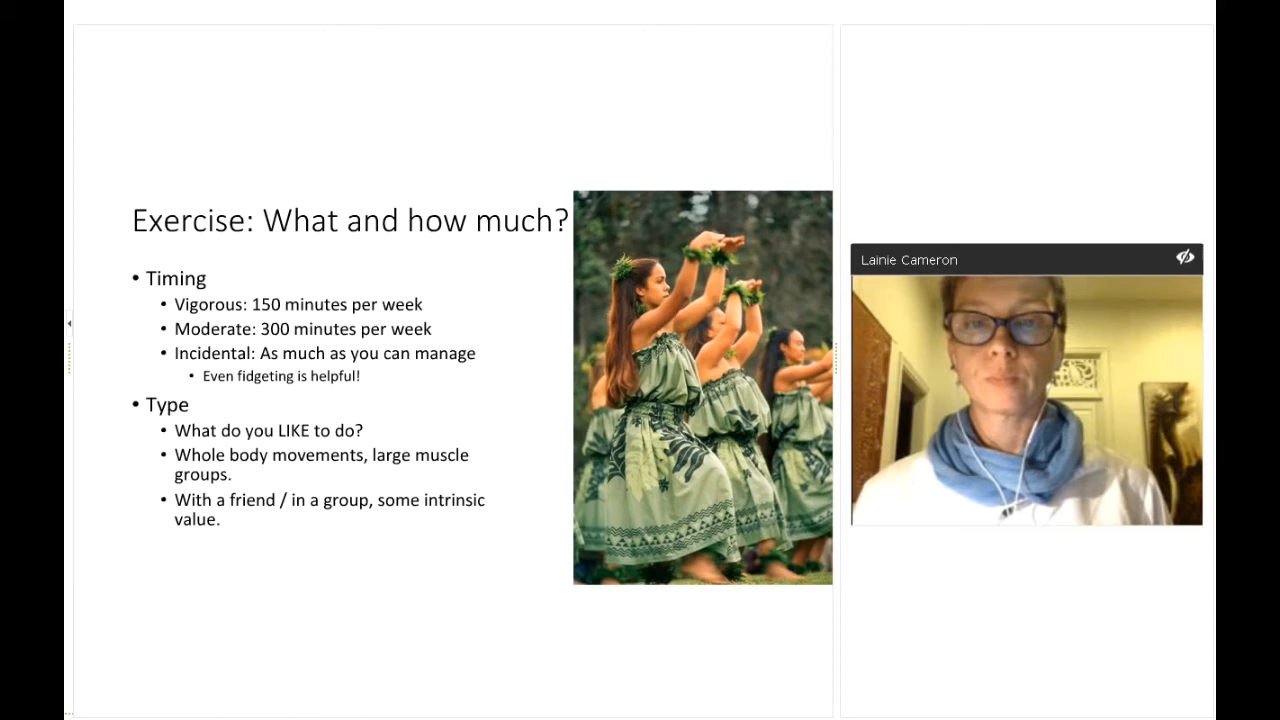 Exercise: What and how much?
• Timing
• Vigorous: 150 minutes per week
• Moderate: 300 minutes per week
• Incidental: As much as you can manage
• Even fidgeting is helpful!
• Type
• What do you LIKE to do?
• Whole body movements, large muscle
groups.
• With a friend / in a group, some intrinsic
value.
Lainie Cameron